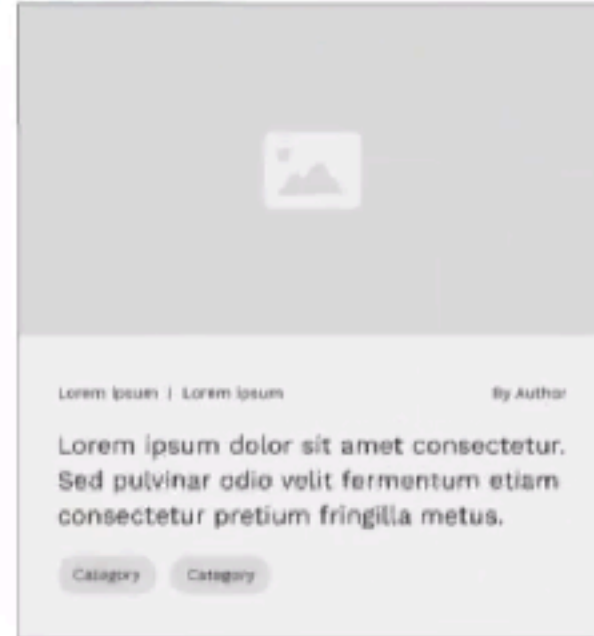 Lorem ipsum | Lorem ipsum By Author
Lorem ipsum dolor sit amet consectetur.
Sed pulvinar odio velit fermentum etiam
consectetur pretium fringilla metus.
Category Category